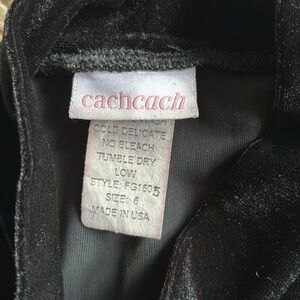 cachcach
COLD DELICATE
NO BLEACH
TUMBLE DRY
LOW
STYLE: FG1605
SIZE: 6
MADE IN USA